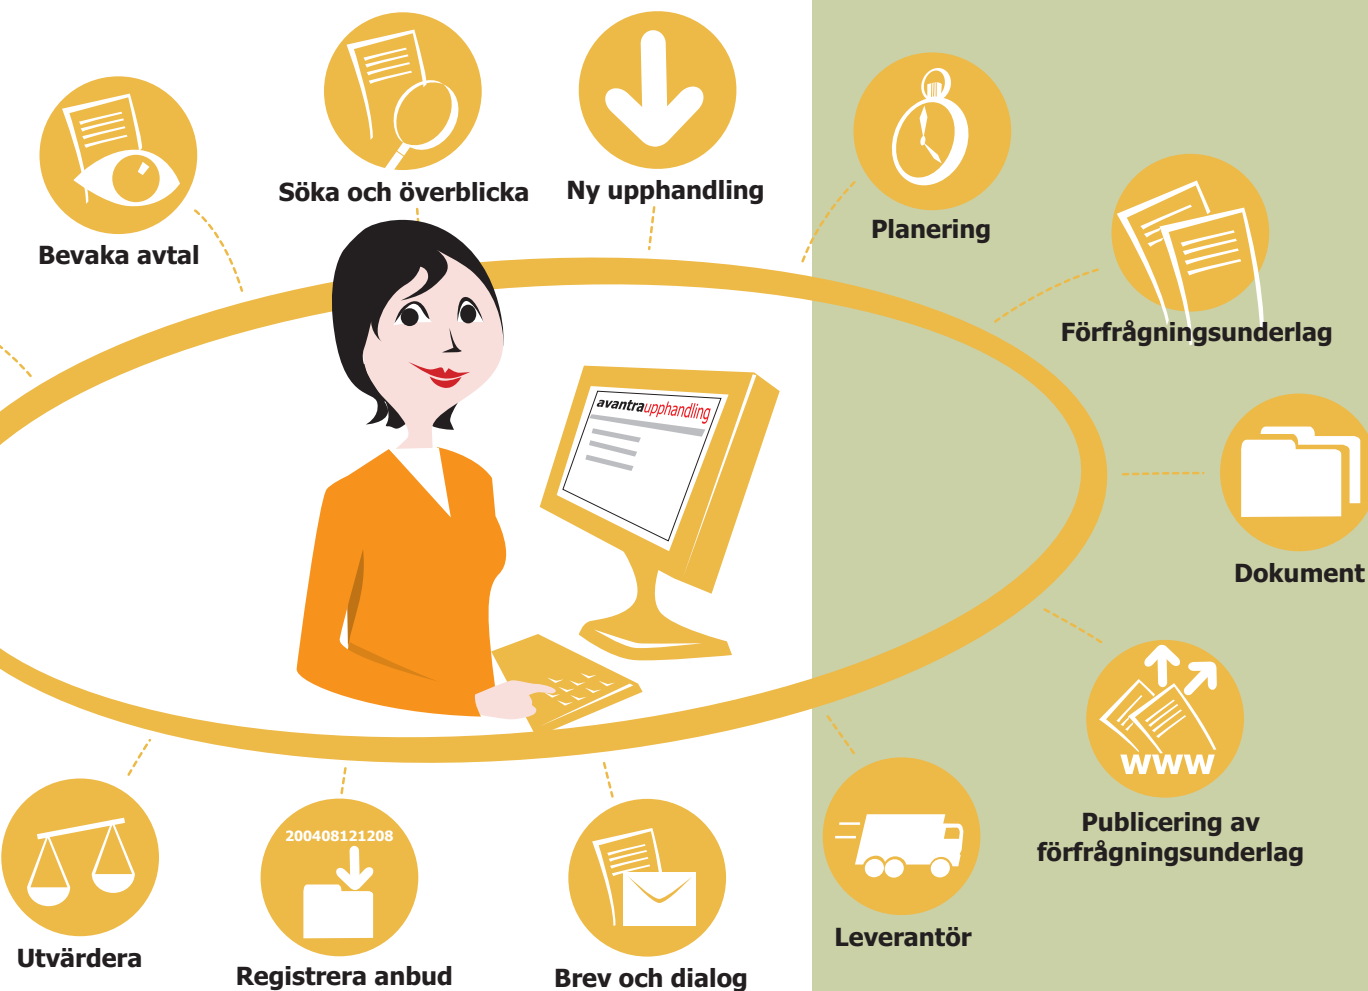 Söka och överblicka
Ny upphandling
Bevaka avtal
Planering
Förfrågningsunderlag
avantraupphandling
Dokument
WWW
Publicering av
förfrågningsunderlag
200408121208
Leverantör
Utvärdera
Registrera anbud
Brev och dialog